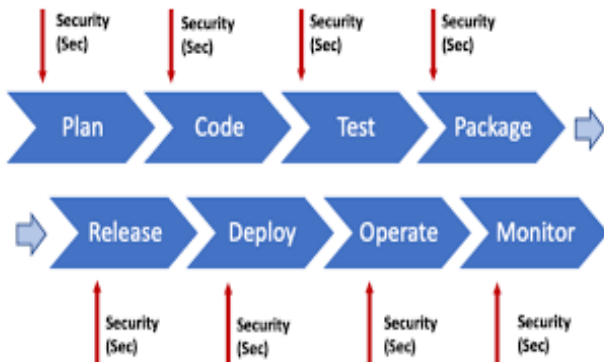 Security
(Sec)
Security
(Sec)
Security
(Sec)
Security
(Sec)
Plan
Code
Test
Package
Release
Deploy
Operate
Monitor
Security
(Sec)
Security
(Sec)
Security
(Sec)
Security
(Sec)